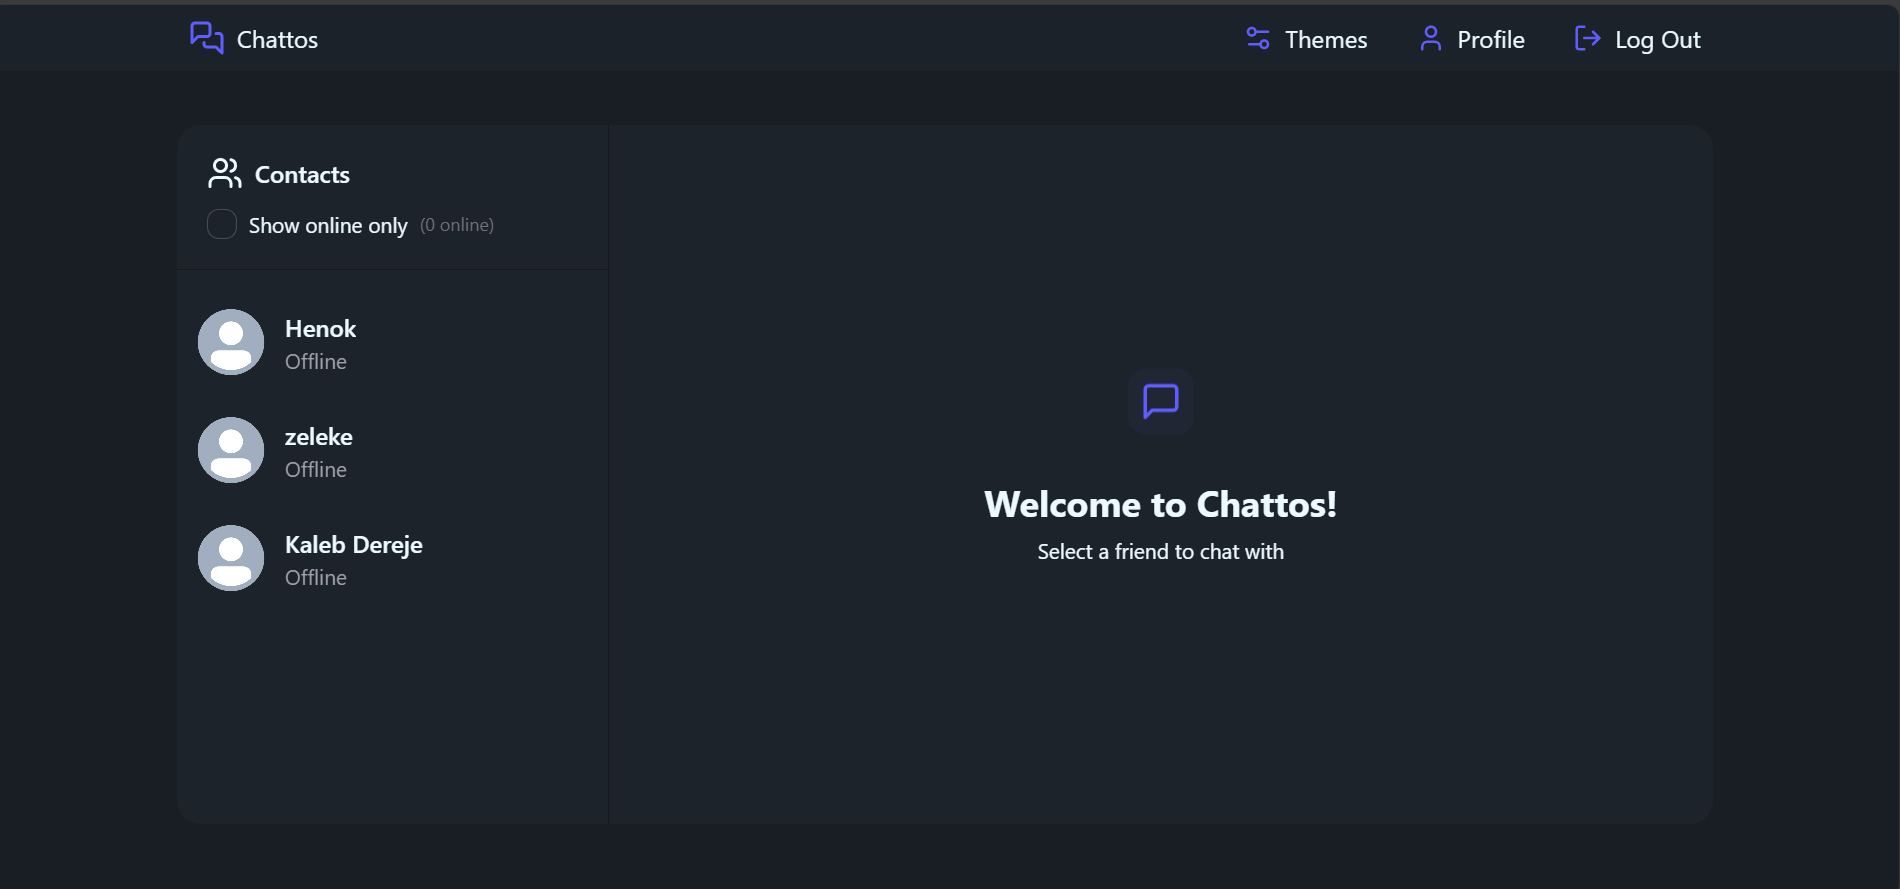 Chattos
Themes
Profile
Log Out
Contacts
Show online only (0 online)
Henok
Offline
zeleke
Offline
Kaleb Dereje
Offline
Welcome to Chattos!
Select a friend to chat with